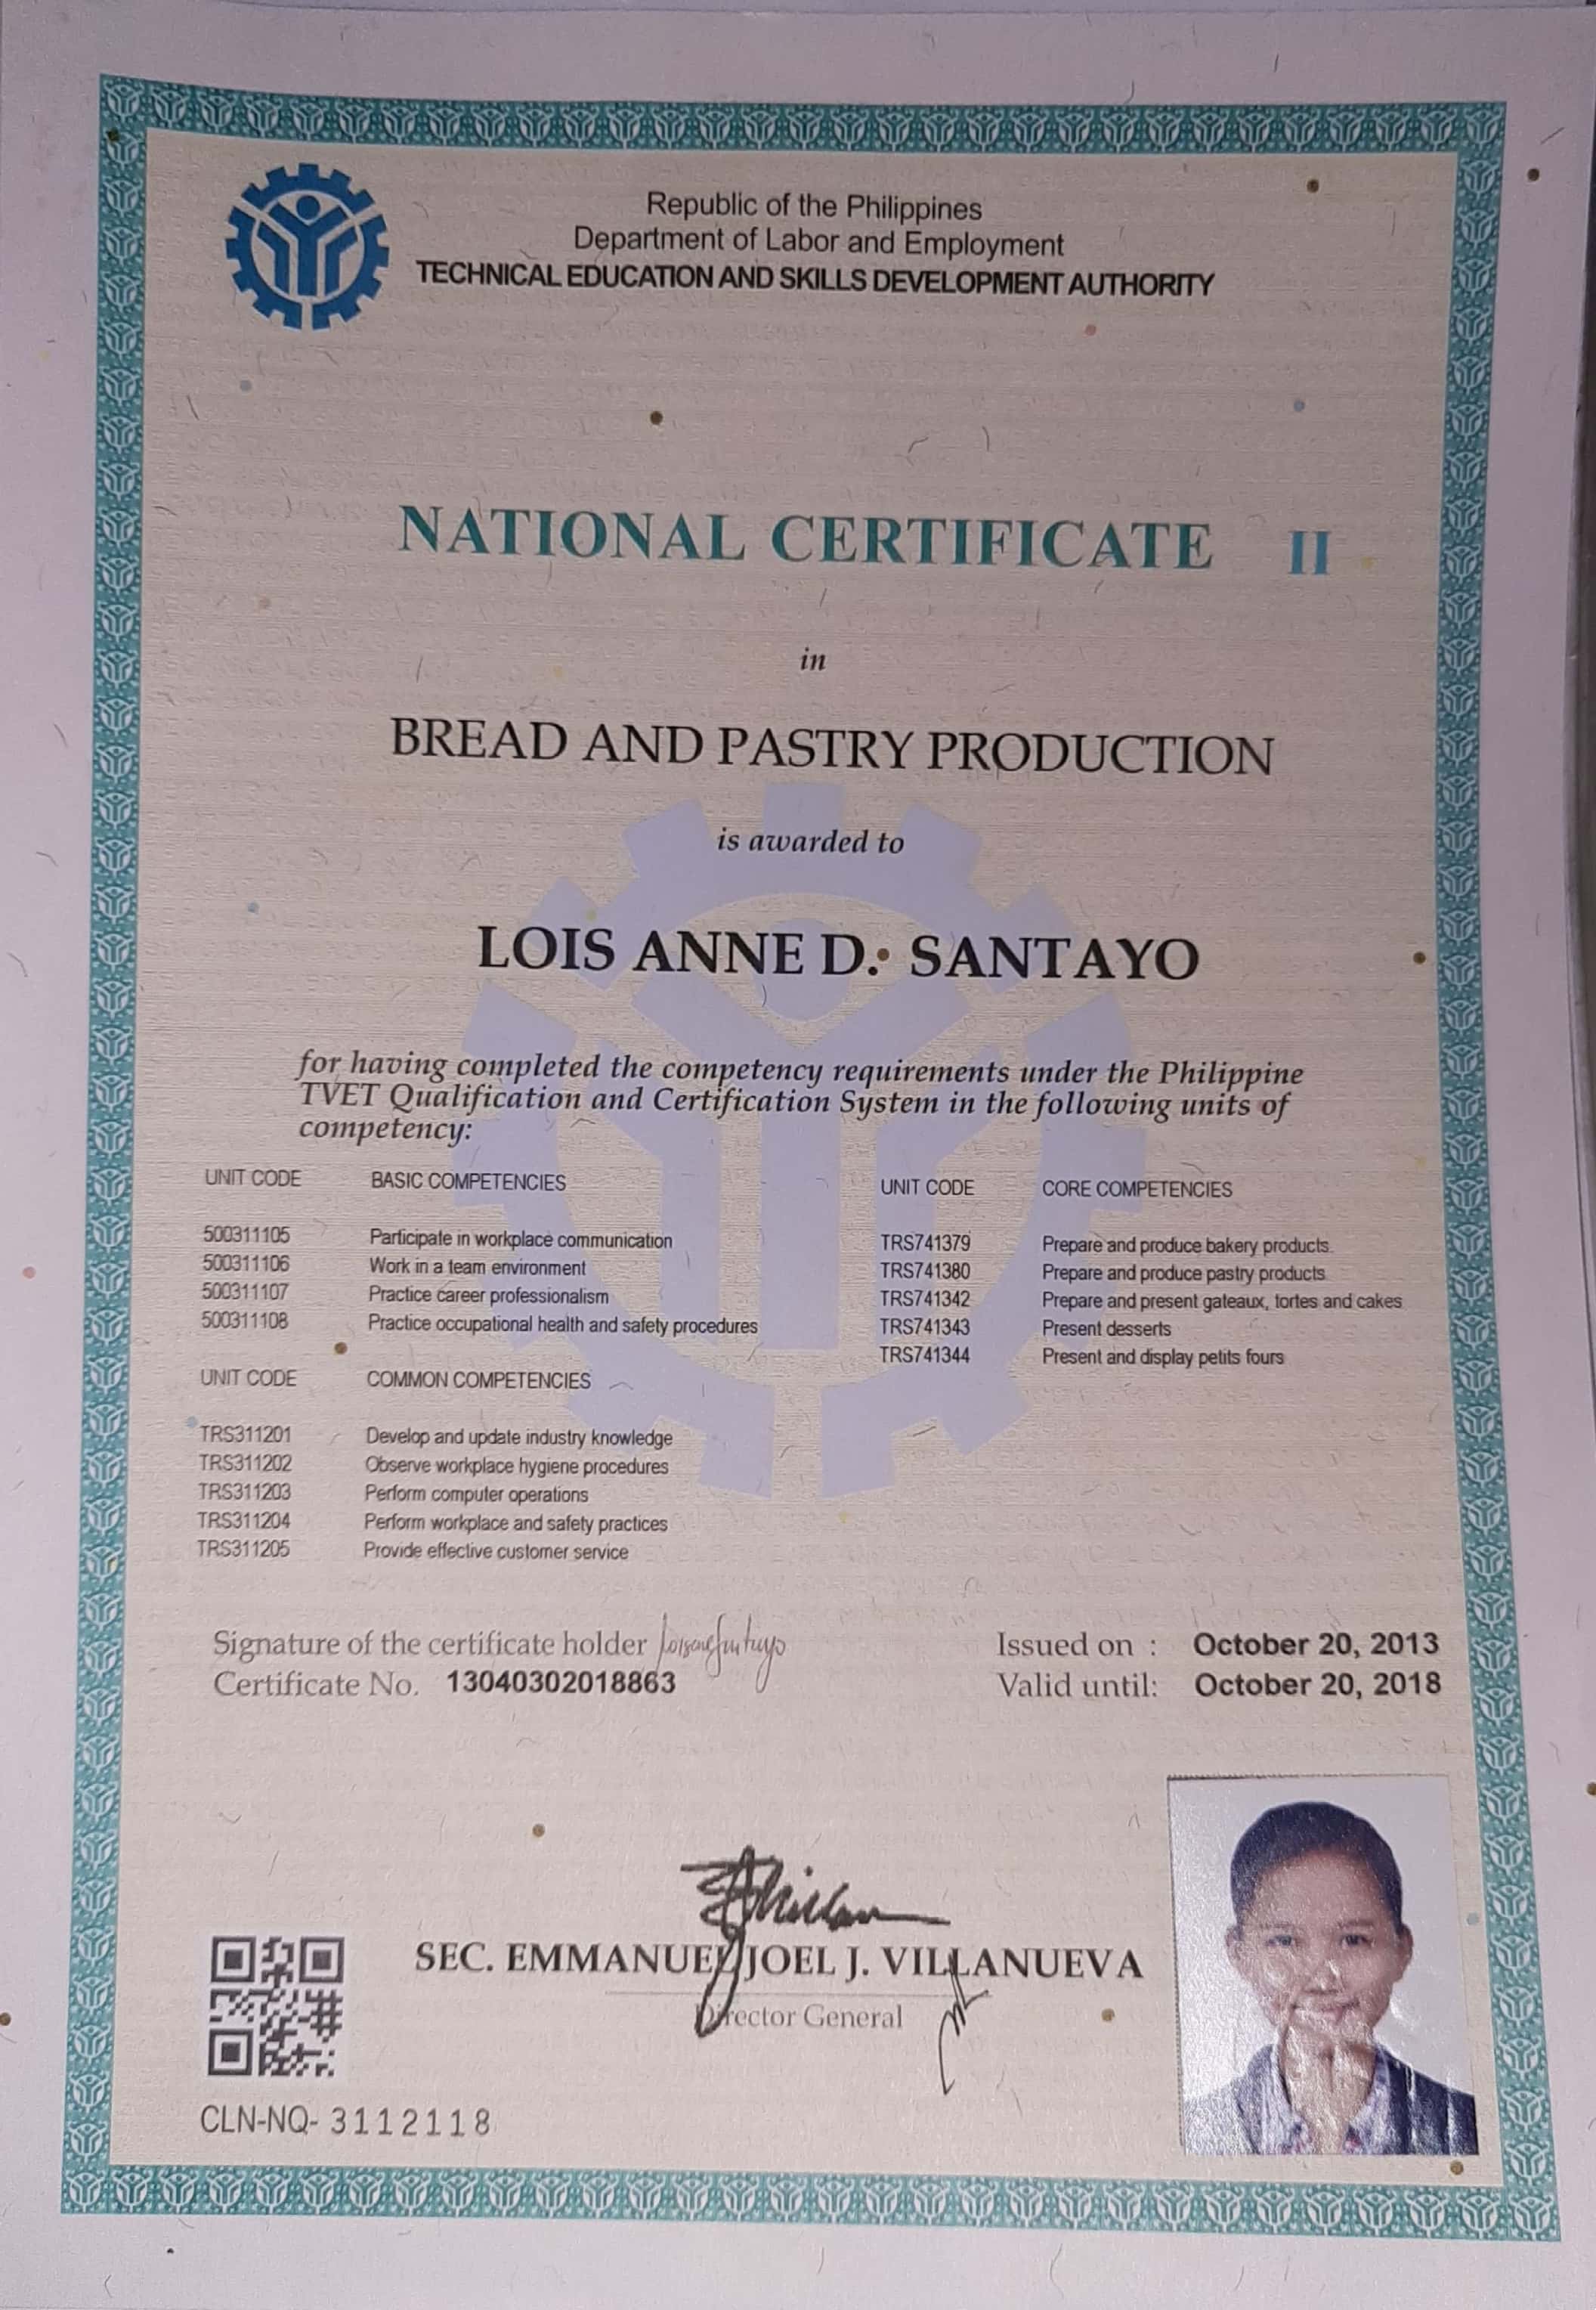 Republic of the Philippines
Department of Labor and Employment
TECHNICAL EDUCATION AND SKILLS DEVELOPMENT AUTHORITY
NATIONAL CERTIFICATE II
in
BREAD AND PASTRY PRODUCTION
is awarded to
LOIS ANNE D. SANTAYO
for having completed the competency requirements under the Philippine
TVET Qualification and Certification System in the following units of
competency:
UNIT CODE BASIC COMPETENCIES
500311105 Participate in workplace communication
500311106 Work in a team environment
500311107 Practice career professionalism
500311108 Practice occupational health and safety procedures
UNIT CODE COMMON COMPETENCIES
TRS311201 Develop and update industry knowledge
TRS311202 Observe workplace hygiene procedures
TRS311203 Perform computer operations
TRS311204 Perform workplace and safety practices
TRS311205 Provide effective customer service
UNIT CODE CORE COMPETENCIES
TRS741379 Prepare and produce bakery products
TRS741380 Prepare and produce pastry products
TRS741342 Prepare and present gateaux, tortes and cakes
TRS741343 Present desserts
TRS741344 Present and display petits fours
Signature of the certificate holder
Certificate No. 13040302018863
Issued on : October 20, 2013
Valid until: October 20, 2018
SEC. EMMANUEL JOEL J. VILLANUEVA
Director General
CLN-NQ- 3112118